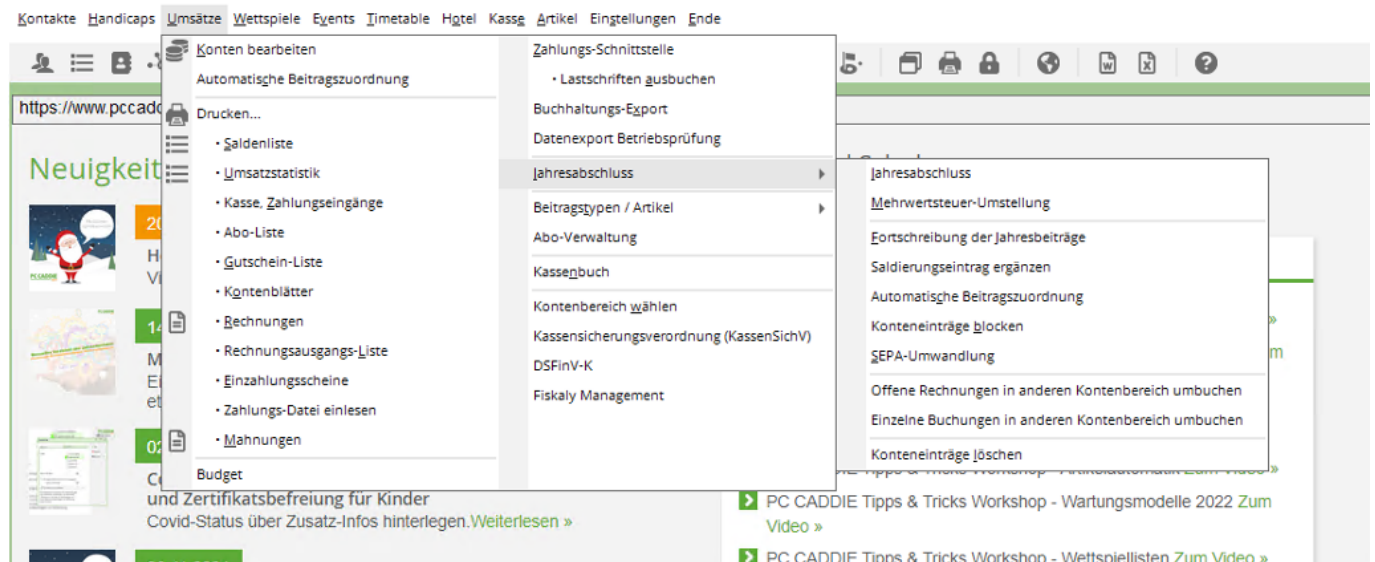 Kontakte Handicaps Umsätze Wettspiele Events Timetable Hotel Kasse Artikel Einstellungen Ende
https://www.pccadd
Konten bearbeiten
Automatische Beitragszuordnung
Drucken...
• Saldenliste
• Umsatzstatistik
• Kasse, Zahlungseingänge
• Abo-Liste
• Gutschein-Liste
• Kontenblätter
• Rechnungen
• Rechnungsausgangs-Liste
• Einzahlungsscheine
• Zahlungs-Datei einlesen
• Mahnungen
Budget
Zahlungs-Schnittstelle
• Lastschriften ausbuchen
Buchhaltungs-Export
Datenexport Betriebsprüfung
Jahresabschluss
Beitragstypen / Artikel
Abo-Verwaltung
Kassenbuch
Kontenbereich wählen
Kassensicherungsverordnung (KassenSichV)
DSFinV-K
Fiskaly Management
Jahresabschluss
Mehrwertsteuer-Umstellung
Fortschreibung der Jahresbeiträge
Saldierungseintrag ergänzen
Automatische Beitragszuordnung
Konteneinträge blocken
SEPA-Umwandlung
Offene Rechnungen in anderen Kontenbereich umbuchen
Einzelne Buchungen in anderen Kontenbereich umbuchen
Konteneinträge löschen
Neuigkeit
20
H
Vi
14
M
Ei
et
02
C
und Zertifikatsbefreiung für Kinder
Covid-Status über Zusatz-Infos hinterlegen.Weiterlesen »
»
m
PC CADDIE Tipps & Tricks Workshop - Wartungsmodelle 2022 Zum
Video »
PC CADDIE Tipps & Tricks Workshop - Wettspiellisten Zum Video »